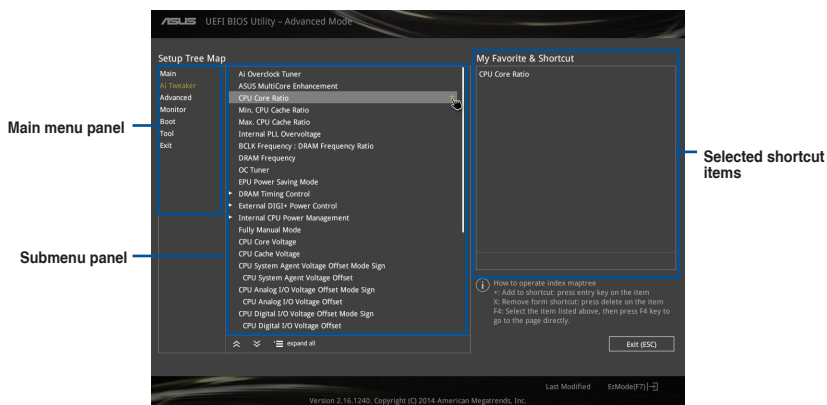 ASUS UEFI BIOS Utility – Advanced Mode
Setup Tree Map
Main
Ai Tweaker
Advanced
Monitor
Boot
Tool
Exit
Ai Overclock Tuner
ASUS MultiCore Enhancement
CPU Core Ratio +
Min. CPU Cache Ratio
Max. CPU Cache Ratio
Internal PLL Overvoltage
BCLK Frequency : DRAM Frequency Ratio
DRAM Frequency
OC Tuner
EPU Power Saving Mode
DRAM Timing Control
External DIGI+ Power Control
Internal CPU Power Management
Fully Manual Mode
CPU Core Voltage
CPU Cache Voltage
CPU System Agent Voltage Offset Mode Sign
CPU System Agent Voltage Offset
CPU Analog I/O Voltage Offset Mode Sign
CPU Analog I/O Voltage Offset
CPU Digital I/O Voltage Offset Mode Sign
CPU Digital I/O Voltage Offset
expand all
My Favorite & Shortcut
CPU Core Ratio
How to operate index maptree
+: Add to shortcut: press entry key on the item
X: Remove form shortcut: press delete on the item
F4: Select the item listed above, then press F4 key to
go to the page directly.
Exit (ESC)
Last Modified EzMode(F7)
Version 2.16.1240. Copyright (C) 2014 American Megatrends, Inc.
Main menu panel
Submenu panel
Selected shortcut
items